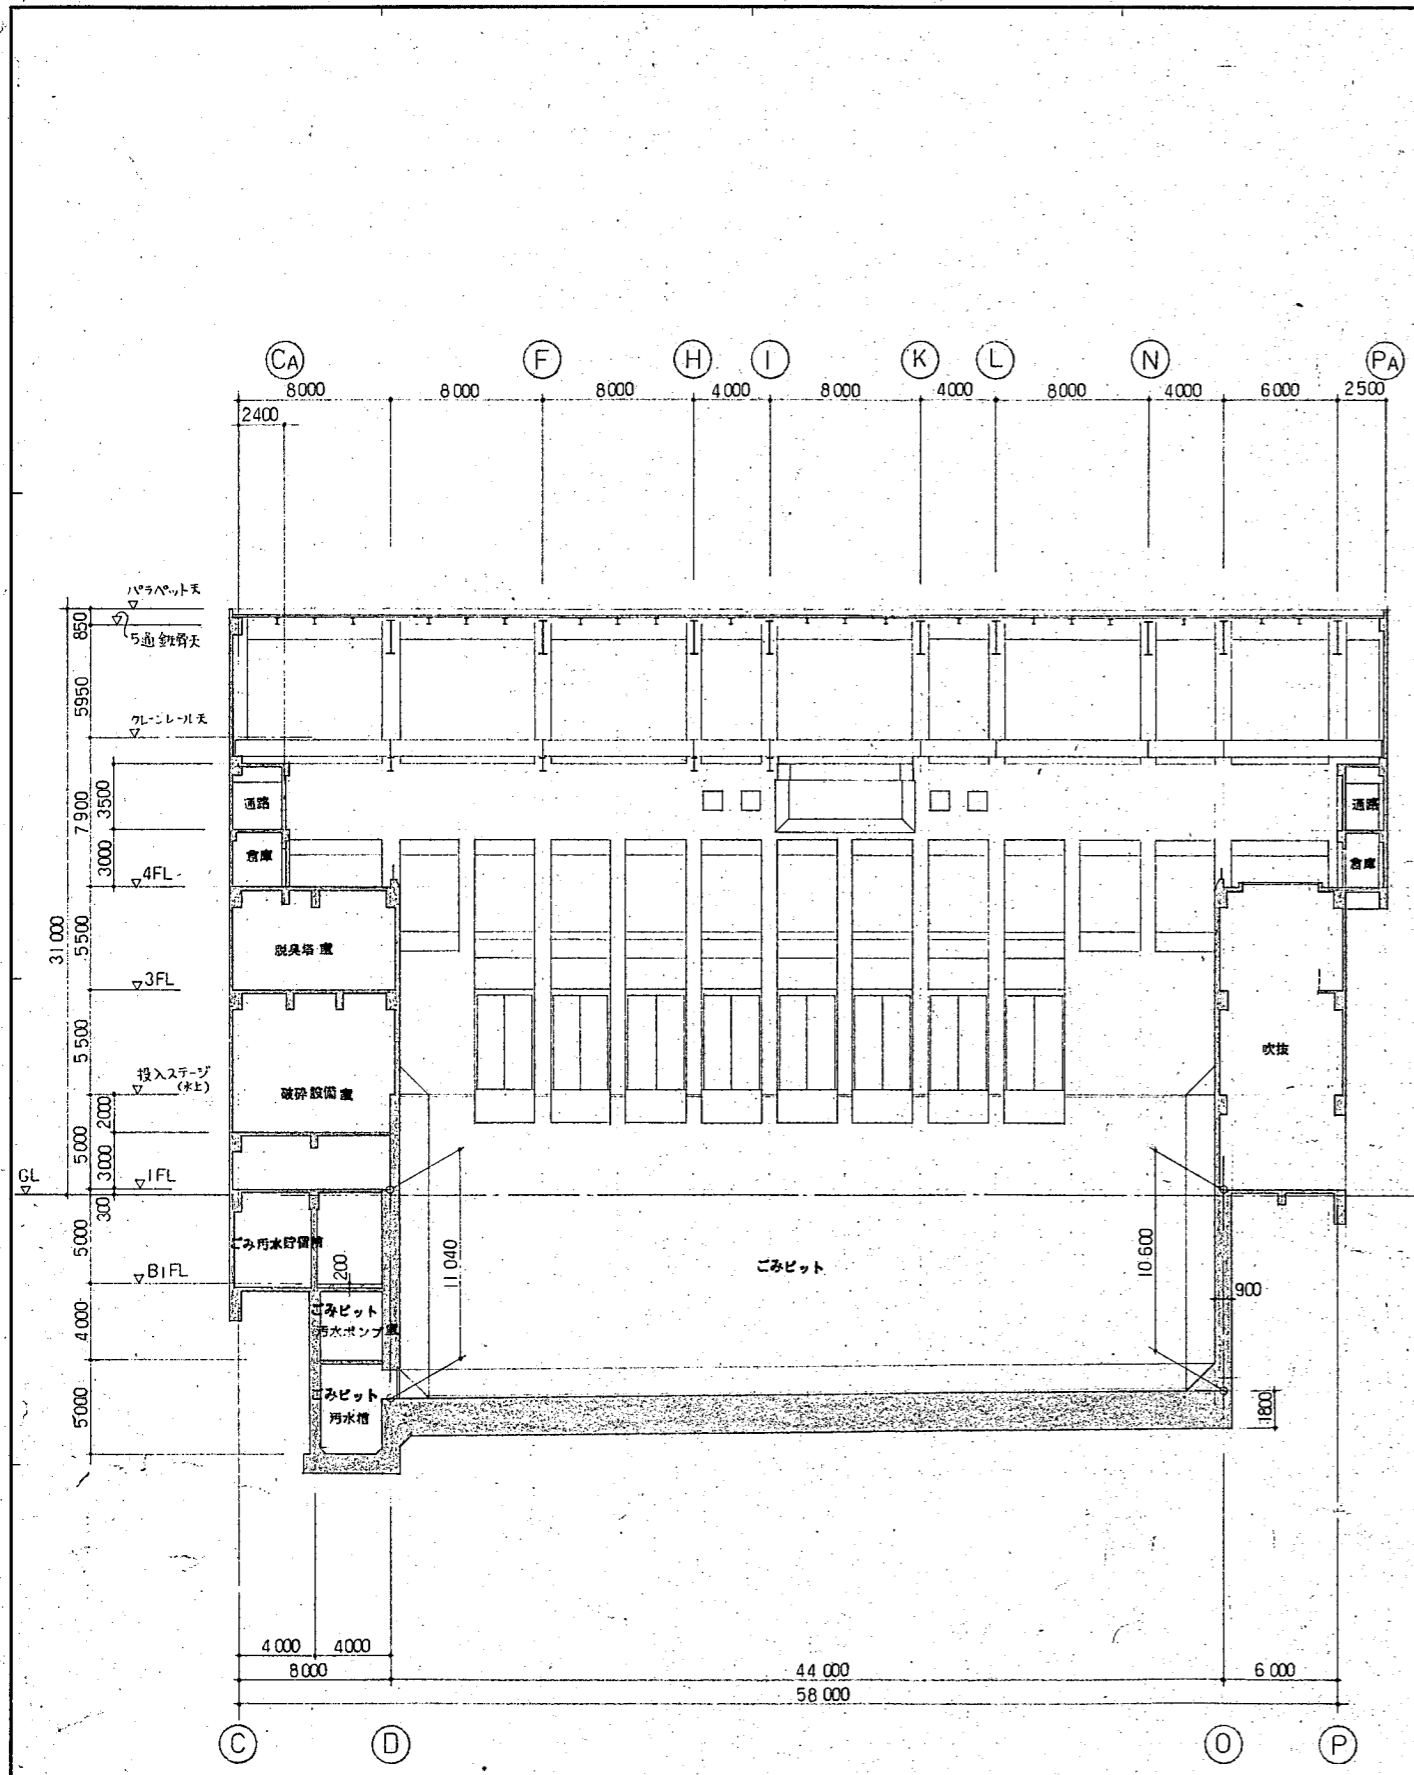 CA F H I K L N PA
8000 8000 8000 4000 8000 4000 8000 4000 6000 2500
2400
パラペット天
850
5通鉄骨天
5950
クレーンレール天
7900
3500
通路
通路
3000
倉庫
倉庫
4FL
31000
5500
脱臭塔室
3FL
5500
吹抜
投入ステージ
(水上)
破砕設備室
2000
5000
3000
GL
1FL
300
5000
ごみ汚水貯留槽
200
11040
ごみピット
10600
900
B1FL
4000
ごみピット
汚水ポンプ室
5000
ごみピット
汚水槽
1800
4000 4000
8000 44000 6000
58000
C D O P